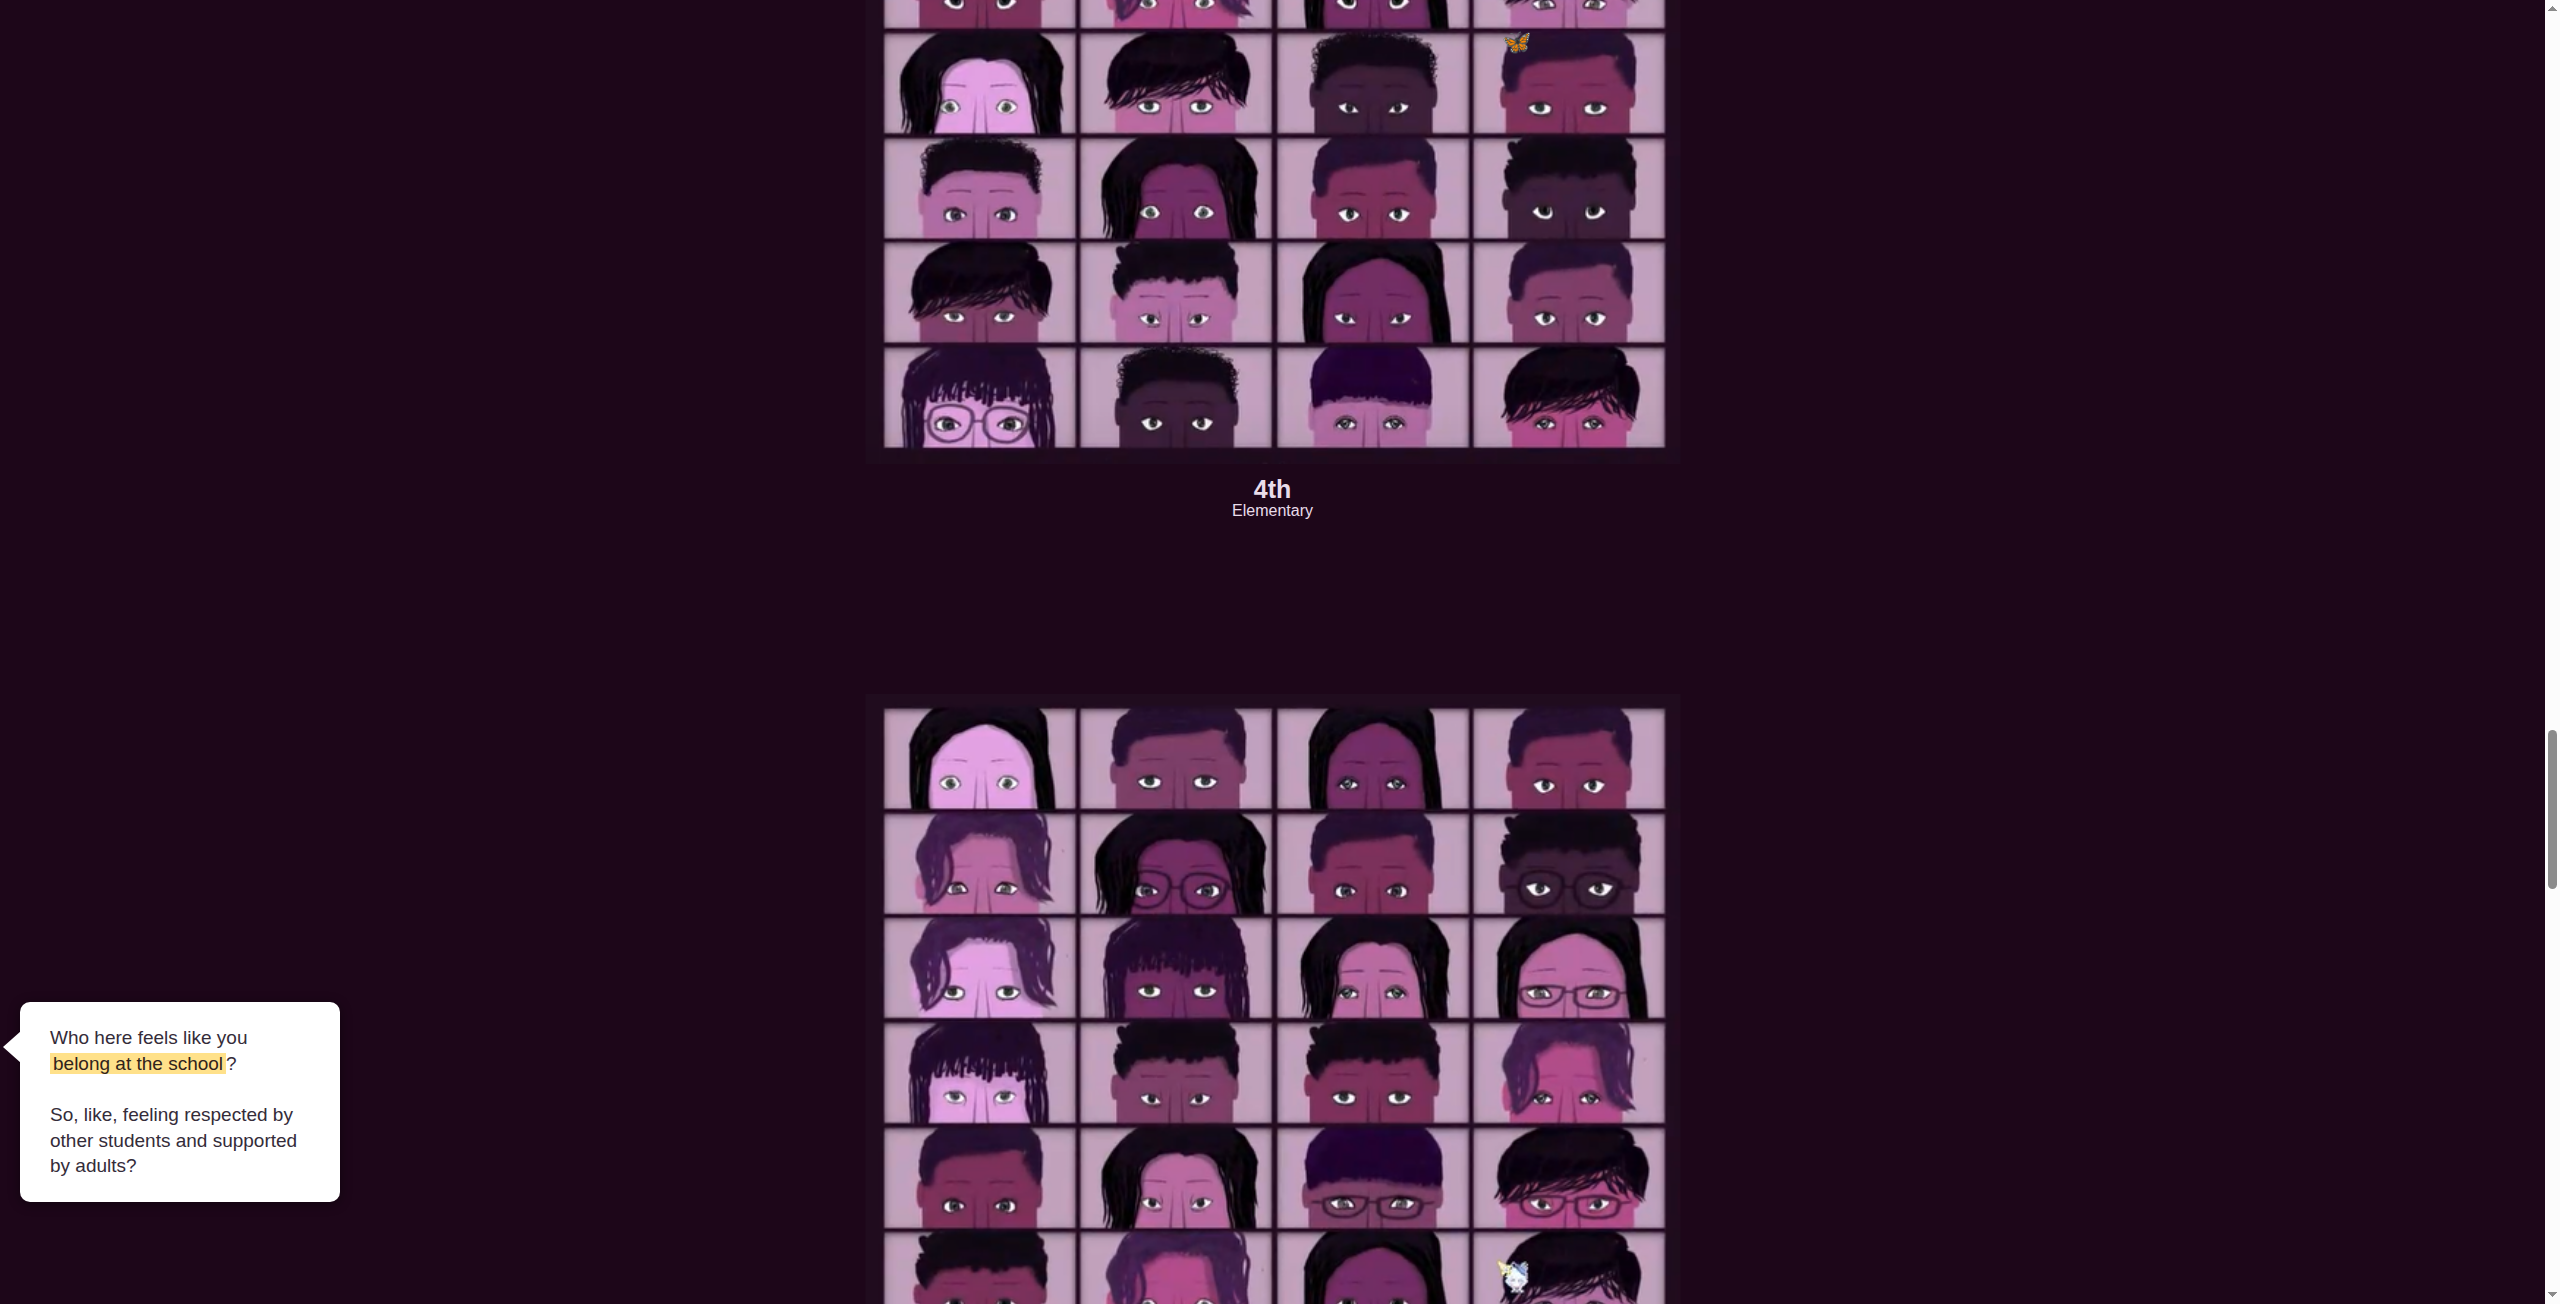 4th
Elementary
Who here feels like you
belong at the school?
So, like, feeling respected by
other students and supported
by adults?